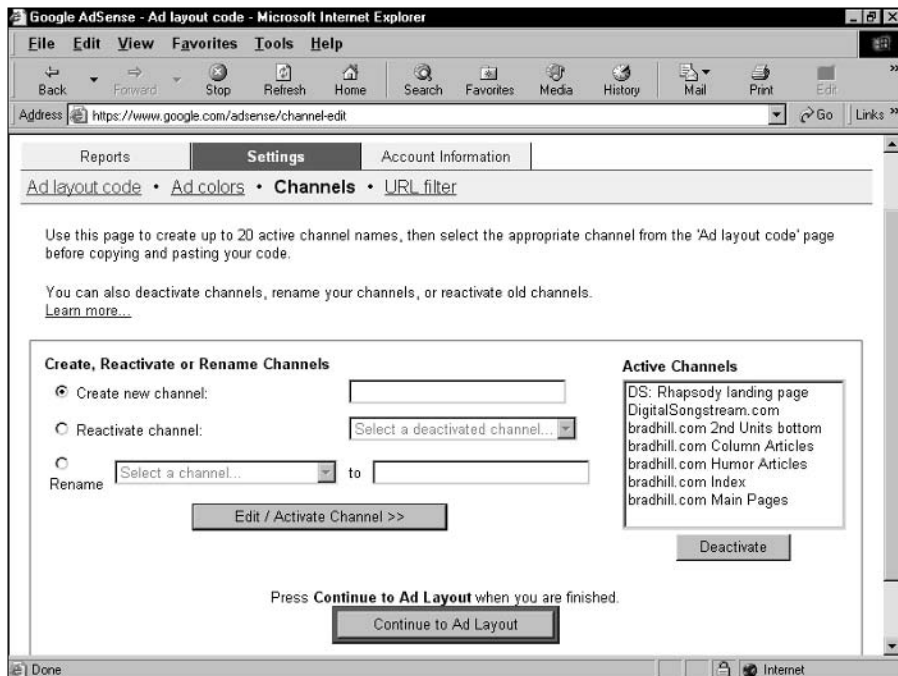 Google AdSense - Ad layout code - Microsoft Internet Explorer
File Edit View Favorites Tools Help
Back Forward Stop Refresh Home Search Favorites Media History Mail Print Edit »
Address https://www.google.com/adsense/channel-edit Go Links »
Reports Settings Account Information
Ad layout code • Ad colors • Channels • URL filter
Use this page to create up to 20 active channel names, then select the appropriate channel from the 'Ad layout code' page
before copying and pasting your code.
You can also deactivate channels, rename your channels, or reactivate old channels.
Learn more...
Create, Reactivate or Rename Channels
Create new channel:
Reactivate channel: Select a deactivated channel...
Rename Select a channel... to
Edit / Activate Channel >>
Active Channels
DS: Rhapsody landing page
DigitalSongstream.com
bradhill.com 2nd Units bottom
bradhill.com Column Articles
bradhill.com Humor Articles
bradhill.com Index
bradhill.com Main Pages
Deactivate
Press Continue to Ad Layout when you are finished.
Continue to Ad Layout
Done Internet